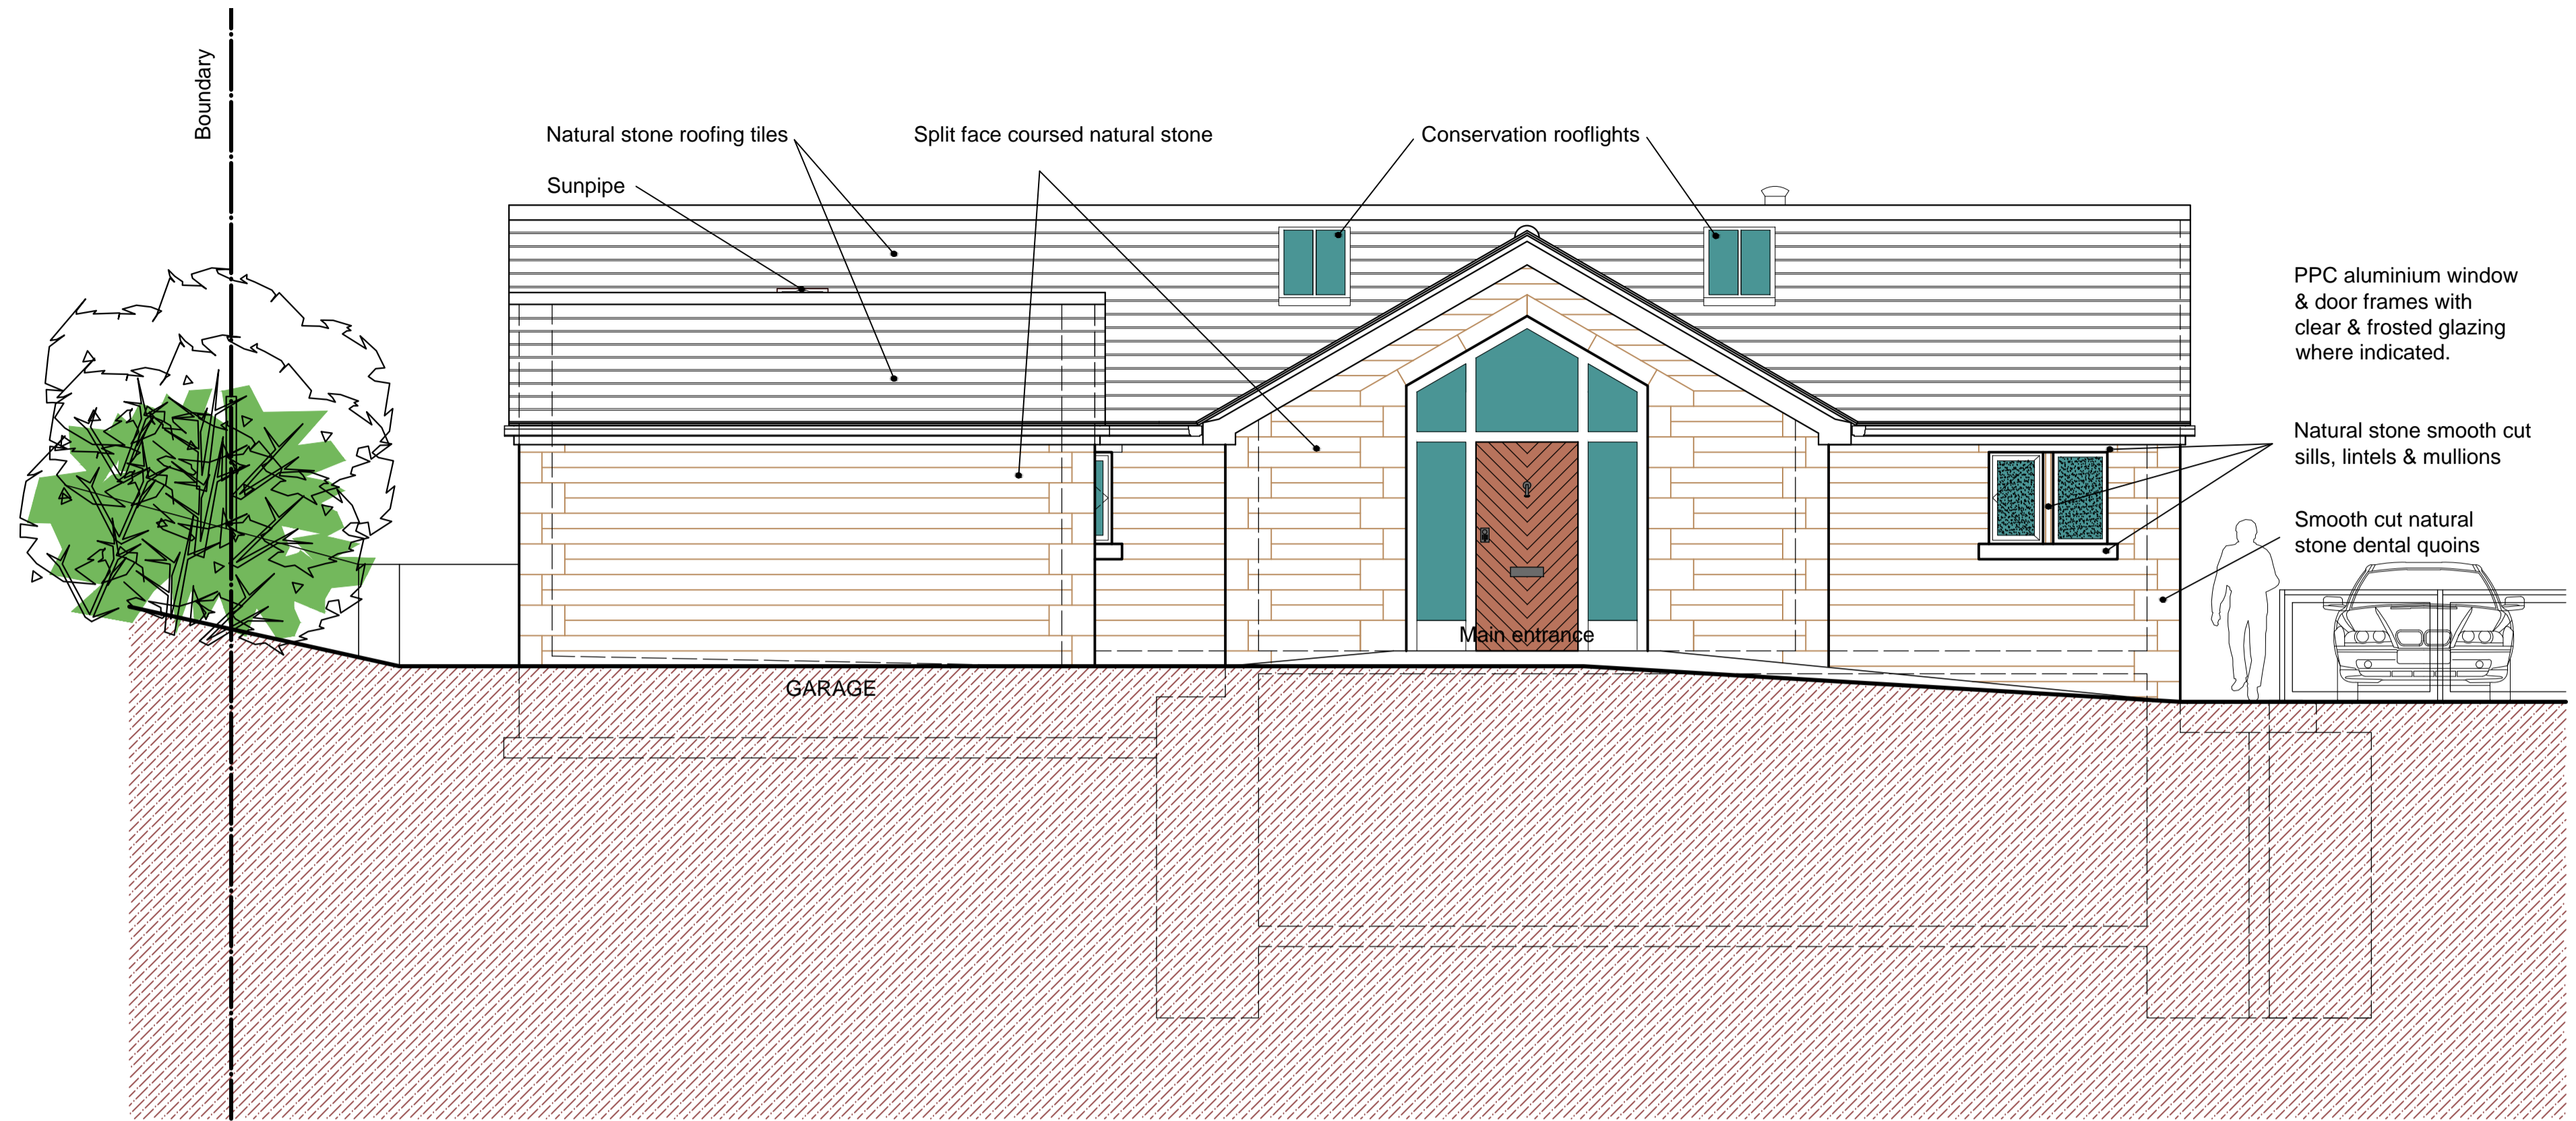 Boundary
Natural stone roofing tiles
Split face coursed natural stone
Conservation rooflights
Sunpipe
PPC aluminium window
& door frames with
clear & frosted glazing
where indicated.
Natural stone smooth cut
sills, lintels & mullions
Smooth cut natural
stone dental quoins
Main entrance
GARAGE